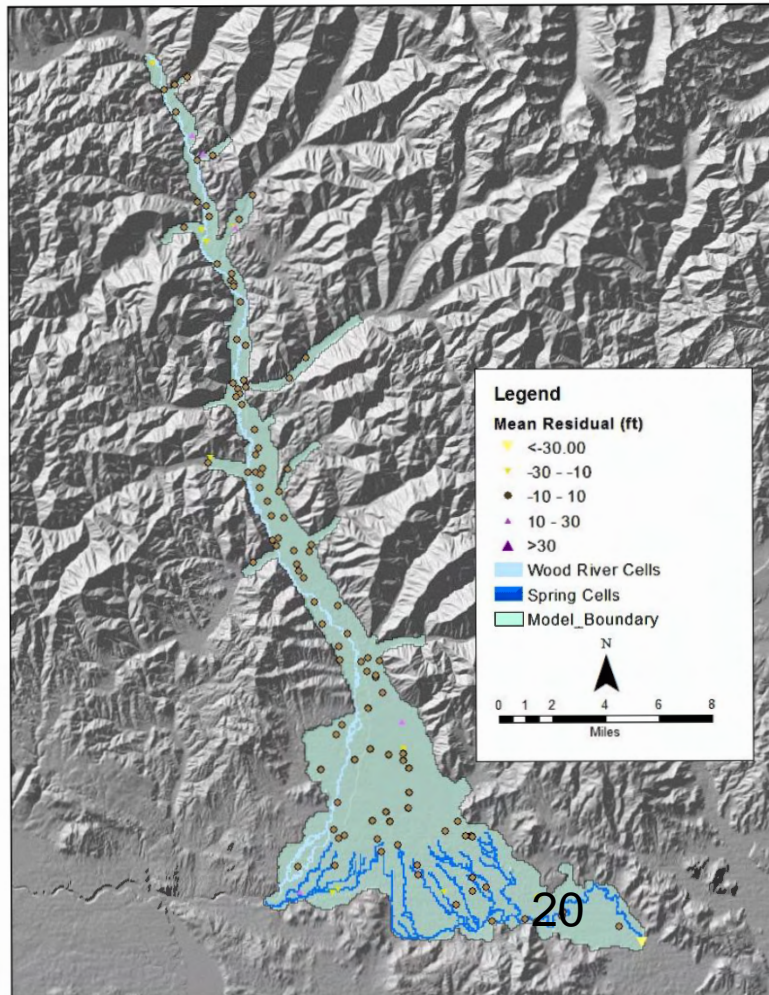 Legend
Mean Residual (ft)
<-30.00
-30 - -10
-10 - 10
10 - 30
>30
Wood River Cells
Spring Cells
Model_Boundary
N
0 1 2 4 6 8
Miles
20